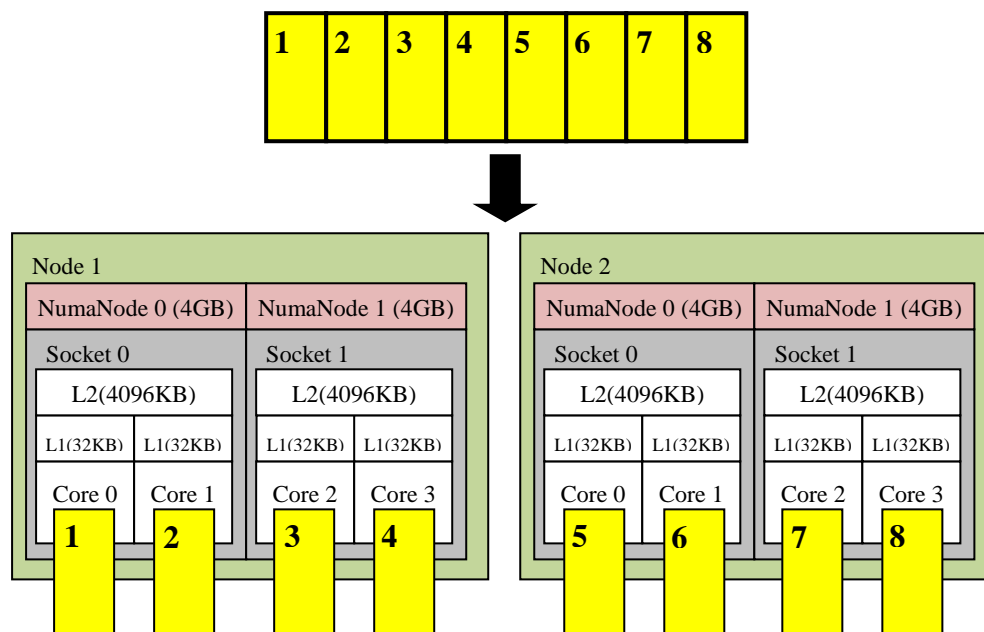 1 2 3 4 5 6 7 8
Node 1
NumaNode 0 (4GB) NumaNode 1 (4GB)
Socket 0 Socket 1
L2(4096KB) L2(4096KB)
L1(32KB) L1(32KB) L1(32KB) L1(32KB)
Core 0 Core 1 Core 2 Core 3
1 2 3 4
Node 2
NumaNode 0 (4GB) NumaNode 1 (4GB)
Socket 0 Socket 1
L2(4096KB) L2(4096KB)
L1(32KB) L1(32KB) L1(32KB) L1(32KB)
Core 0 Core 1 Core 2 Core 3
5 6 7 8